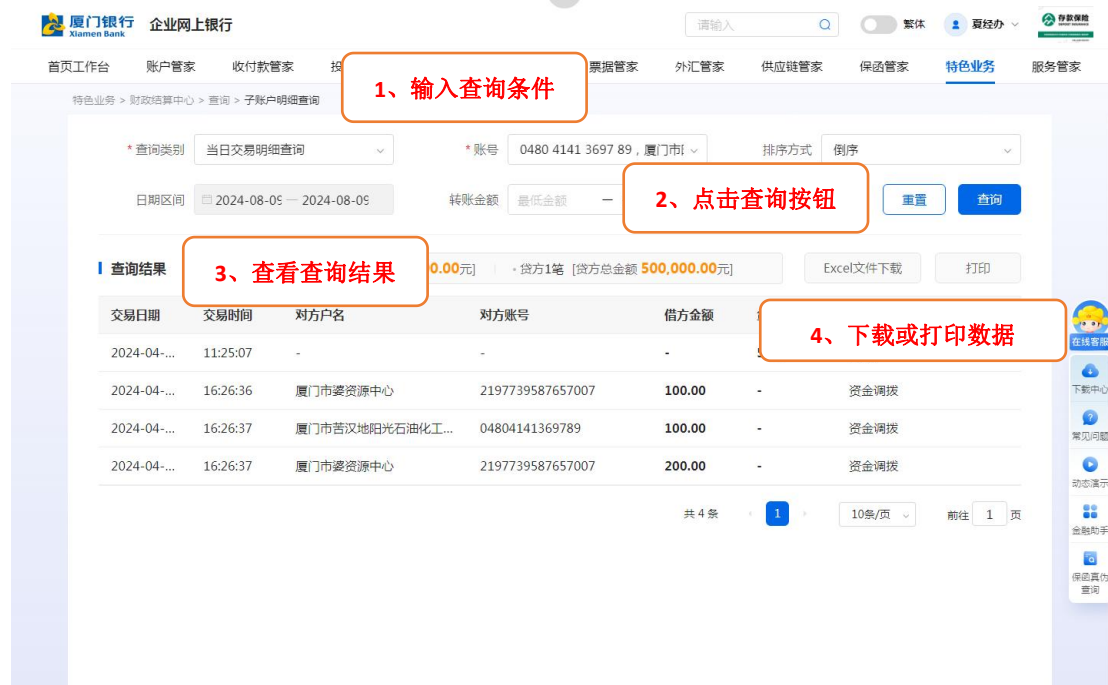 厦门银行 Xiamen Bank 企业网上银行 请输入 繁体 夏经办 存款保险
首页工作台 账户管家 收付款管家 投 票据管家 外汇管家 供应链管家 保函管家 特色业务 服务管家
1、输入查询条件
特色业务 > 财政结算中心 > 查询 > 子账户明细查询
* 查询类别 当日交易明细查询 * 账号 0480 4141 3697 89 , 厦门市 排序方式 倒序
日期区间 2024-08-09 — 2024-08-09 转账金额 最低金额 — 重置 查询
2、点击查询按钮
查询结果 0.00元] · 贷方1笔 [贷方总金额 500,000.00元] Excel文件下载 打印
3、查看查询结果
交易日期 交易时间 对方户名 对方账号 借方金额
4、下载或打印数据
2024-04-... 11:25:07 - - -
2024-04-... 16:26:36 厦门市婆资源中心 2197739587657007 100.00 - 资金调拨
2024-04-... 16:26:37 厦门市苦汉地阳光石油化工... 04804141369789 100.00 - 资金调拨
2024-04-... 16:26:37 厦门市婆资源中心 2197739587657007 200.00 - 资金调拨
共 4 条 1 10条/页 前往 1 页
在线客服
下载中心
常见问题
动态演示
金融助手
保函真伪
查询